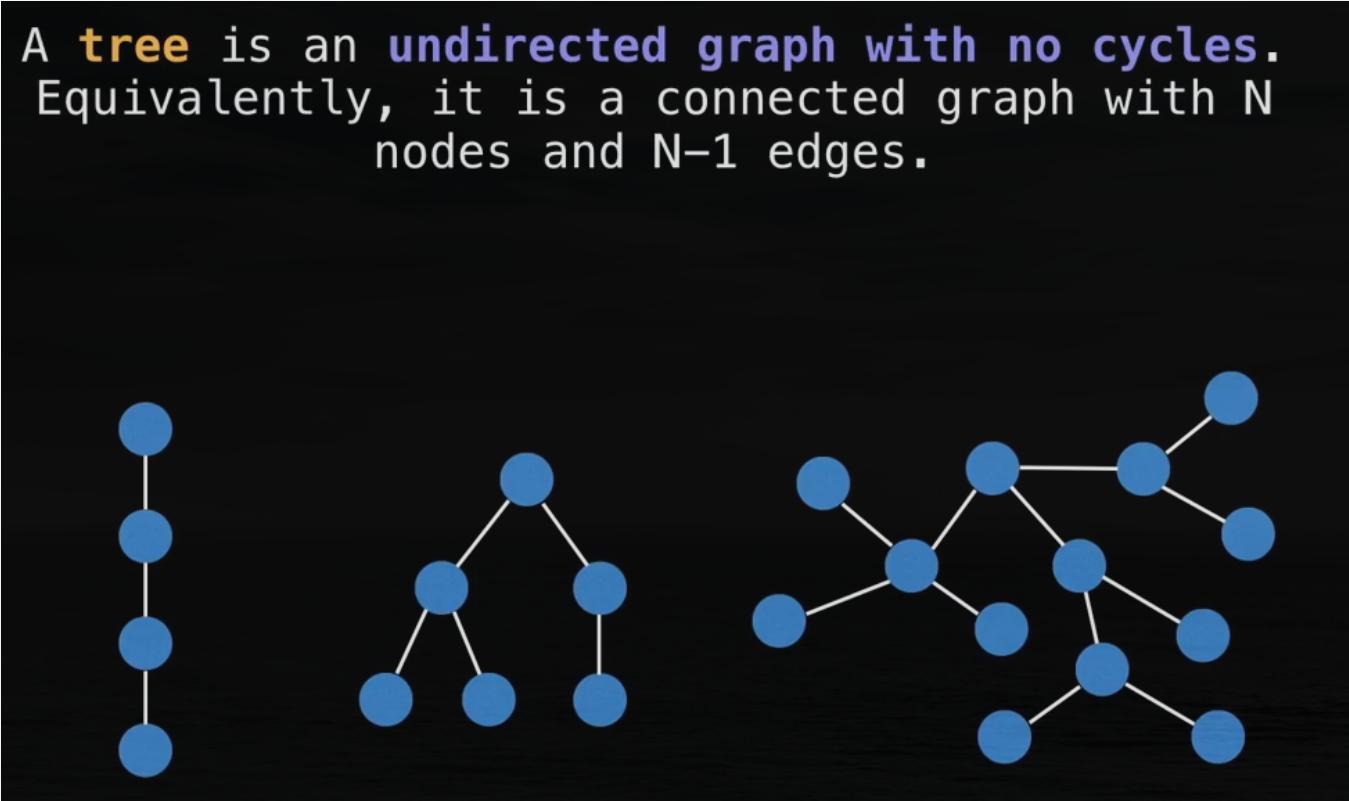 A tree is an undirected graph with no cycles.
Equivalently, it is a connected graph with N
nodes and N-1 edges.